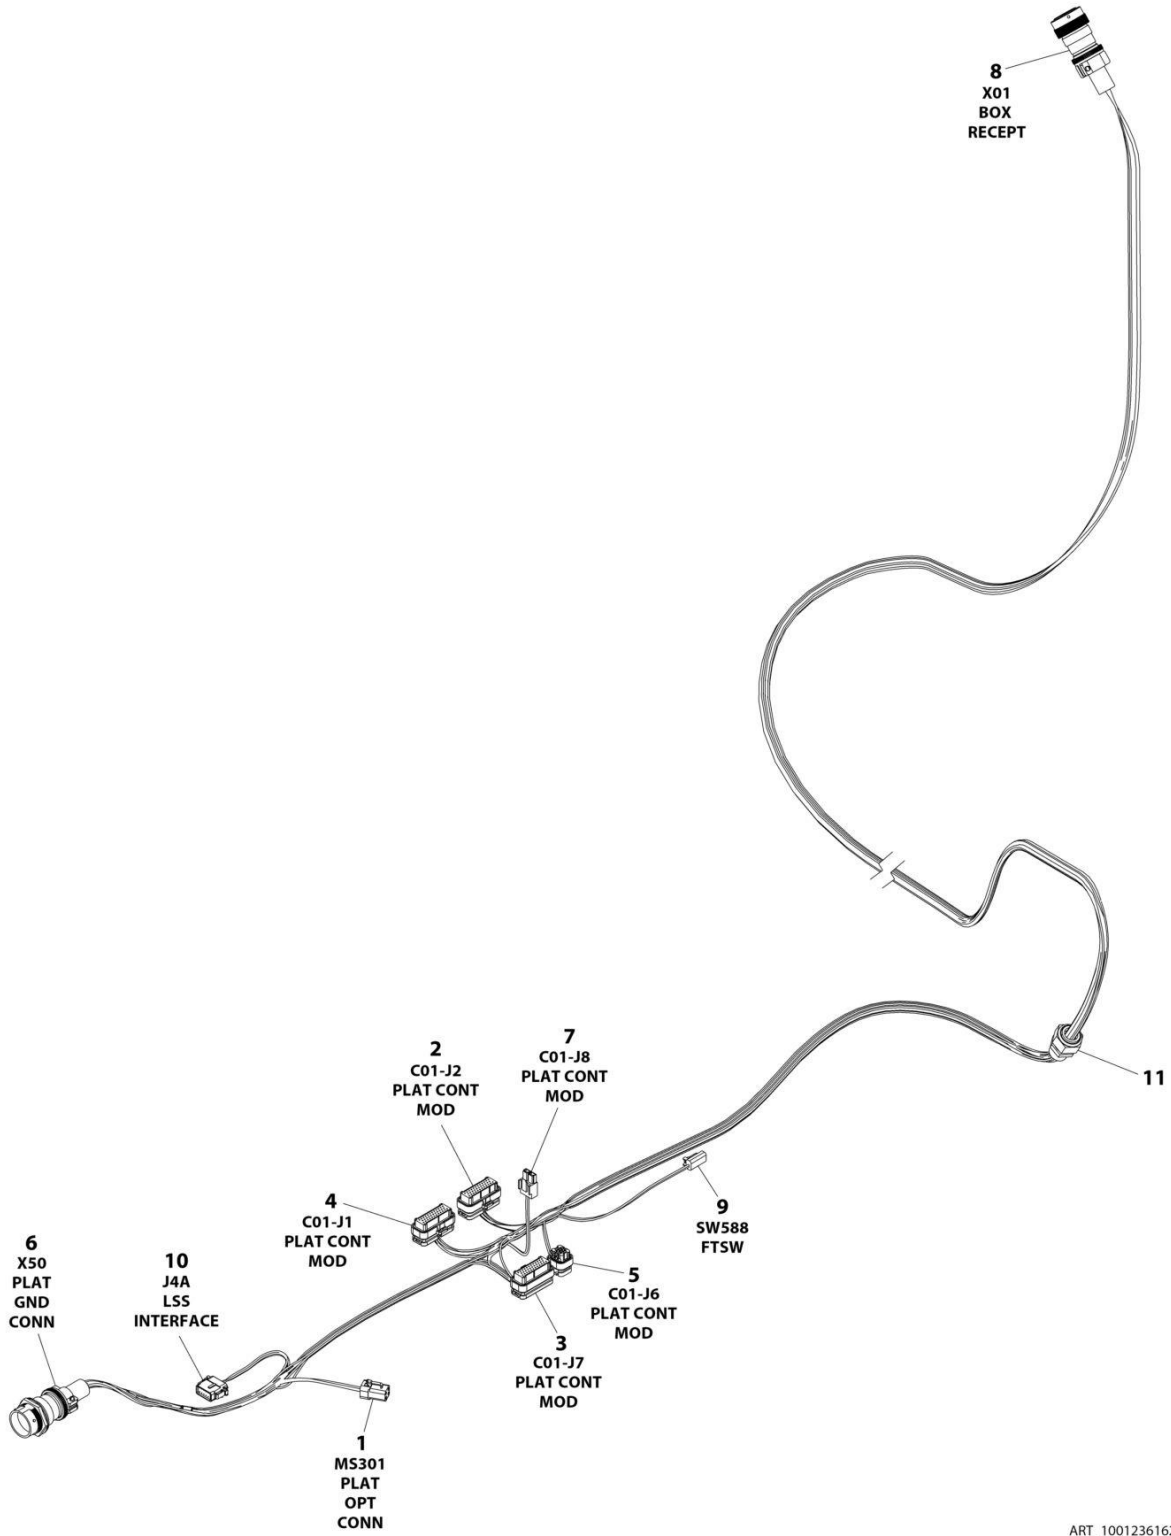 8
X01
BOX
RECEPT
2
C01-J2
PLAT CONT
MOD
7
C01-J8
PLAT CONT
MOD
11
4
C01-J1
PLAT CONT
MOD
9
SW588
FTSW
6
X50
PLAT
GND
CONN
10
J4A
LSS
INTERFACE
5
C01-J6
PLAT CONT
MOD
3
C01-J7
PLAT CONT
MOD
1
MS301
PLAT
OPT
CONN